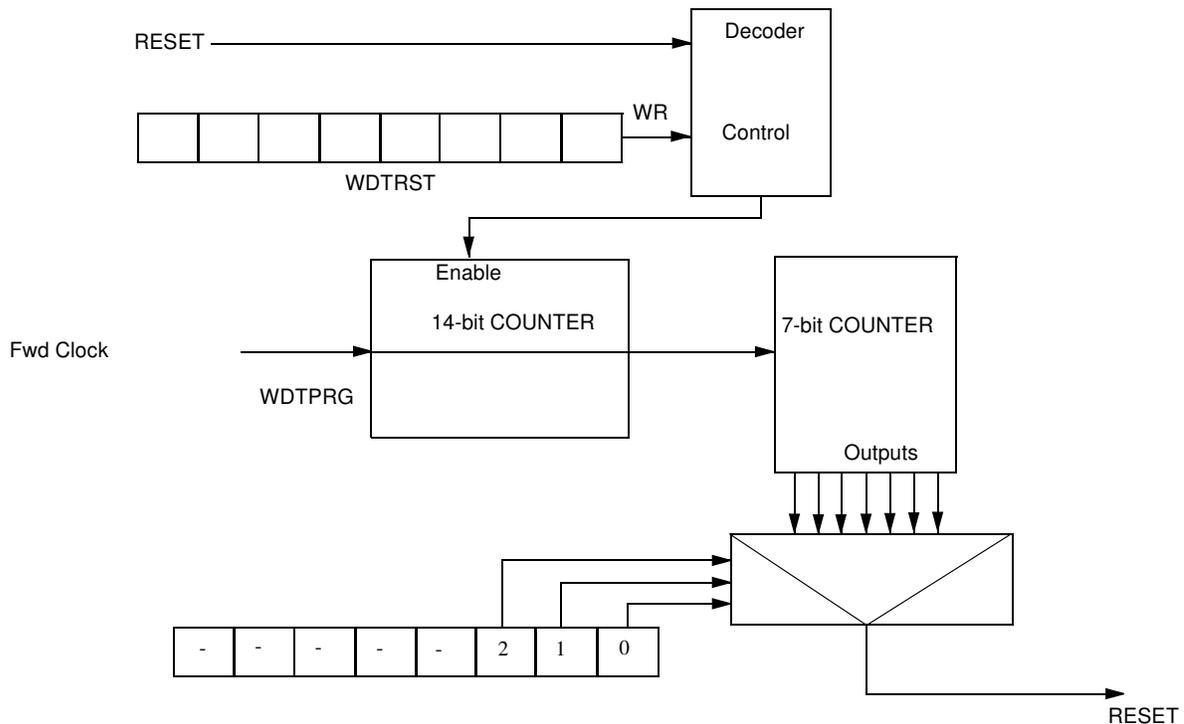 Decoder
RESET
WR
Control
WDTRST
Enable
14-bit COUNTER
7-bit COUNTER
Fwd Clock
WDTPRG
Outputs
- - - - - 2 1 0
RESET